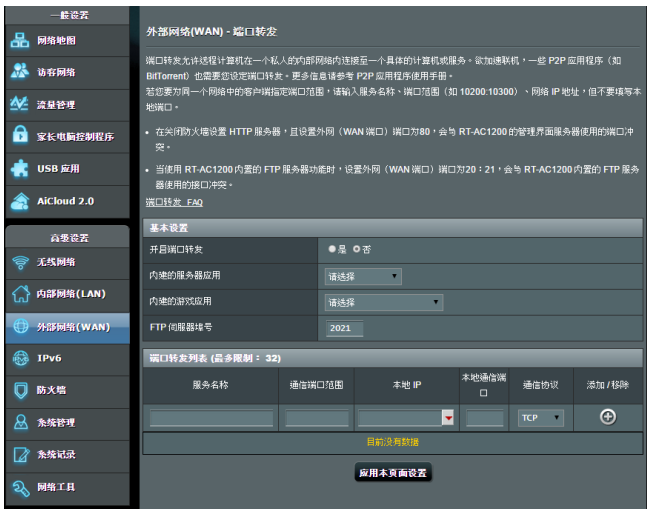 一般设置
网络地图
访客网络
流量管理
家长电脑控制程序
USB 应用
AiCloud 2.0
高级设置
无线网络
内部网络(LAN)
外部网络(WAN)
IPv6
防火墙
系统管理
系统记录
网络工具
外部网络(WAN) - 端口转发
端口转发允许远程计算机在一个私人的内部网络内连接至一个具体的计算机或服务。欲加速联机，一些 P2P 应用程序（如
BitTorrent）也需要您设定端口转发。更多信息请参考 P2P 应用程序使用手册。
若您要为同一个网络中的客户端指定端口范围，请输入服务名称、端口范围（如 10200:10300）、网络 IP 地址，但不要填写本
地端口。
• 在关闭防火墙设置 HTTP 服务器，且设置外网（WAN 端口）端口为80，会与 RT-AC1200 的管理界面服务器使用的端口冲
突。
• 当使用 RT-AC1200 内置的 FTP 服务器功能时，设置外网（WAN 端口）端口为20：21，会与 RT-AC1200 内置的 FTP 服务
器使用的接口冲突。
端口转发 FAQ
基本设置
开启端口转发
是 否
内建的服务器应用
请选择
内建的游戏应用
请选择
FTP 伺服器埠号
2021
端口转发列表 (最多限制： 32)
服务名称 通信端口范围 本地 IP 本地通信端口 通信协议 添加 / 移除
TCP
目前没有数据
应用本页面设置